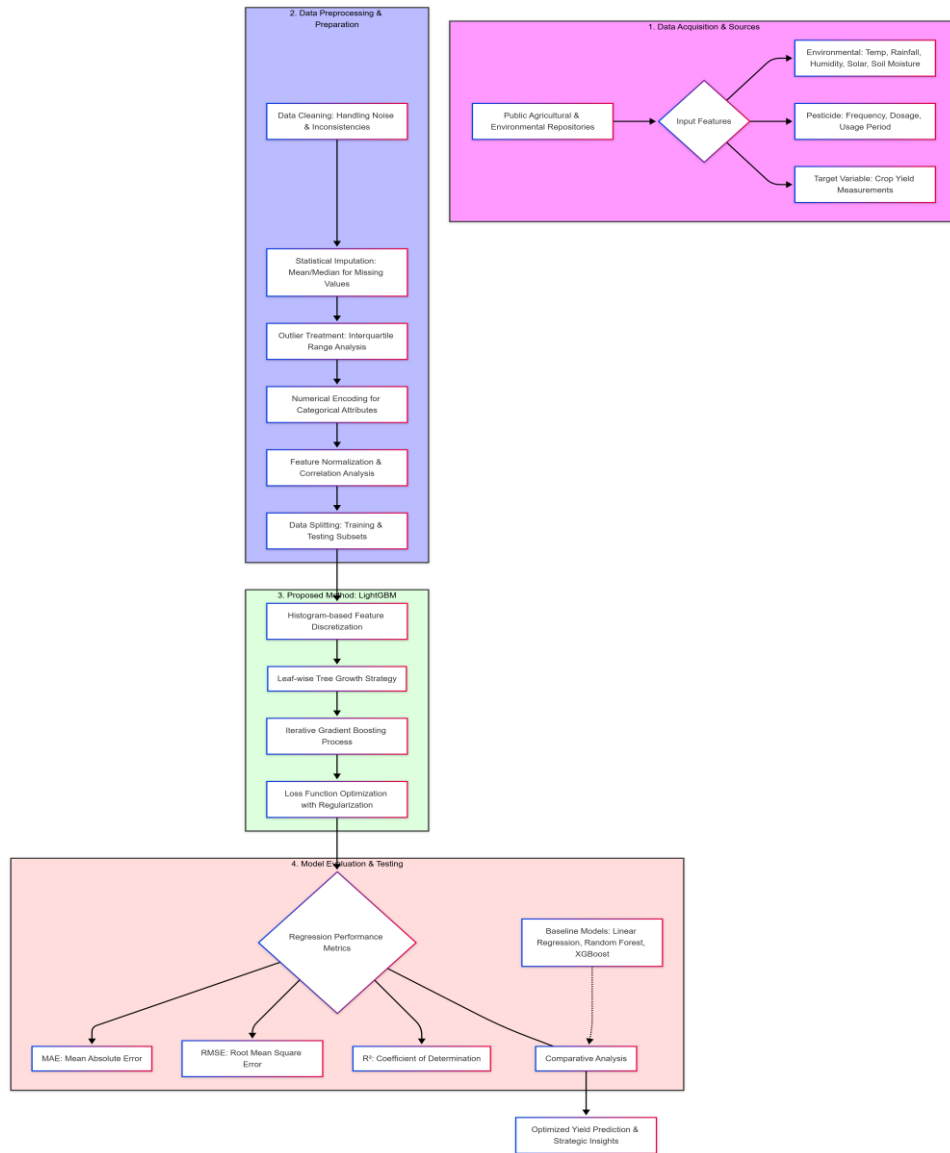 2. Data Preprocessing &
Preparation
Data Cleaning: Handling Noise
& Inconsistencies
Statistical Imputation:
Mean/Median for Missing
Values
Outlier Treatment: Interquartile
Range Analysis
Numerical Encoding for
Categorical Attributes
Feature Normalization &
Correlation Analysis
Data Splitting: Training &
Testing Subsets
1. Data Acquisition & Sources
Public Agricultural &
Environmental Repositories
Input Features
Environmental: Temp, Rainfall,
Humidity, Solar, Soil Moisture
Pesticide: Frequency, Dosage,
Usage Period
Target Variable: Crop Yield
Measurements
3. Proposed Method: LightGBM
Histogram-based Feature
Discretization
Leaf-wise Tree Growth Strategy
Iterative Gradient Boosting
Process
Loss Function Optimization
with Regularization
4. Model Evaluation & Testing
Regression Performance
Metrics
Baseline Models: Linear
Regression, Random Forest,
XGBoost
MAE: Mean Absolute Error
RMSE: Root Mean Square
Error
R²: Coefficient of Determination
Comparative Analysis
Optimized Yield Prediction &
Strategic Insights